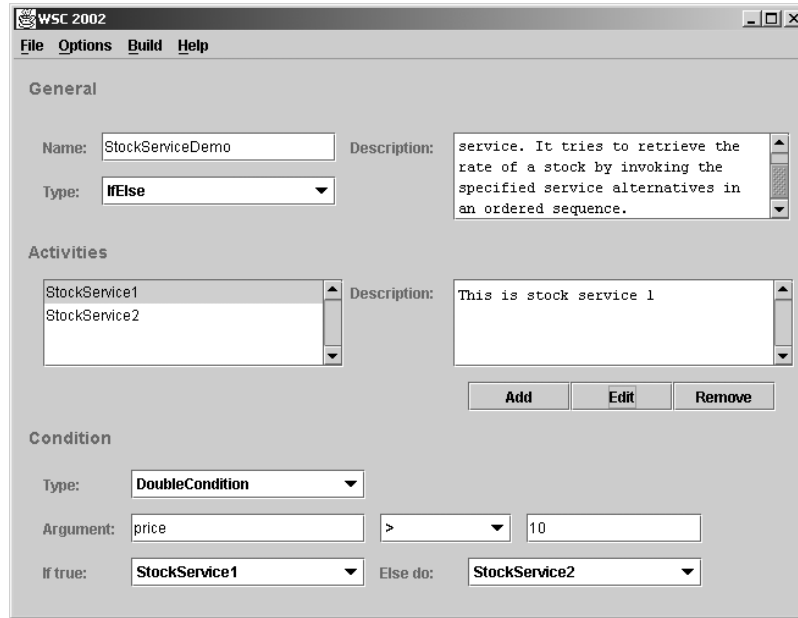 WSC 2002
File Options Build Help
General
Name: StockServiceDemo Description: service. It tries to retrieve the
rate of a stock by invoking the
Type: IfElse specified service alternatives in
an ordered sequence.
Activities
StockService1 Description: This is stock service 1
StockService2
Add Edit Remove
Condition
Type: DoubleCondition
Argument: price > 10
If true: StockService1 Else do: StockService2